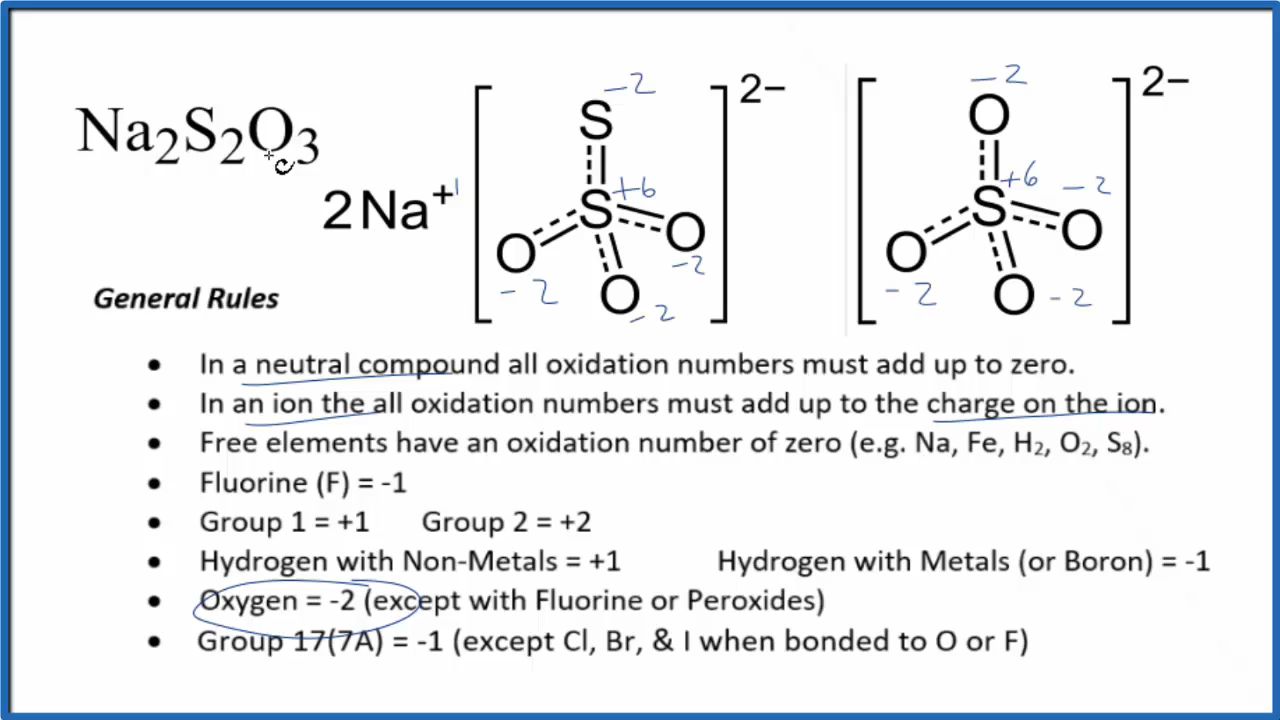 Na2S2O3
2Na+1
[ S -2
S +6
O -2
O -2
O -2 ] 2−
[ O -2
S +6
O -2
O -2
O -2 ] 2−
General Rules
• In a neutral compound all oxidation numbers must add up to zero.
• In an ion the all oxidation numbers must add up to the charge on the ion.
• Free elements have an oxidation number of zero (e.g. Na, Fe, H2, O2, S8).
• Fluorine (F) = -1
• Group 1 = +1 Group 2 = +2
• Hydrogen with Non-Metals = +1 Hydrogen with Metals (or Boron) = -1
• Oxygen = -2 (except with Fluorine or Peroxides)
• Group 17(7A) = -1 (except Cl, Br, & I when bonded to O or F)